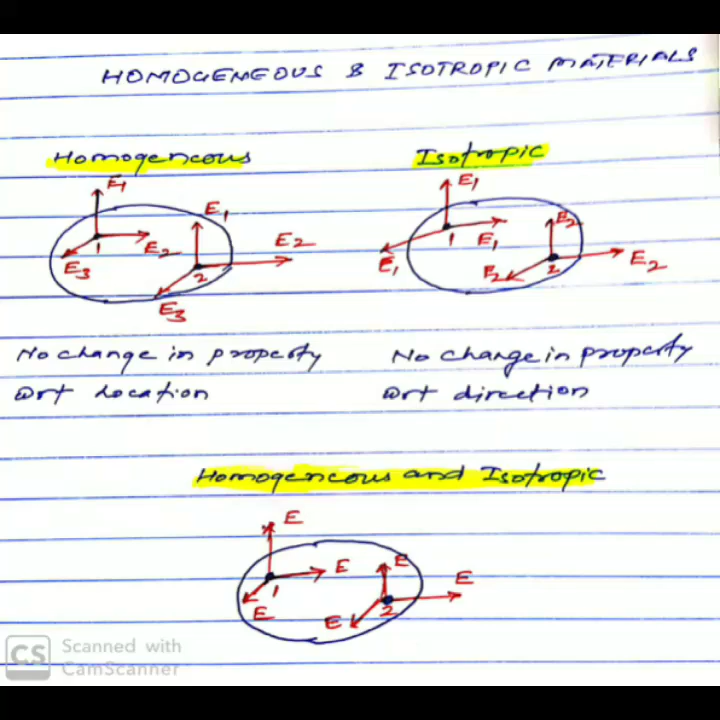 HOMOGENEOUS & ISOTROPIC MATERIALS
Homogeneous
Isotropic
E1
E1
E2
E2
E3
E3
1
2
E1
E1
E1
E2
E2
E2
1
2
No change in property
wrt location
No change in property
wrt direction
Homogeneous and Isotropic
E
E
E
E
E
E
1
2
CS Scanned with
CamScanner